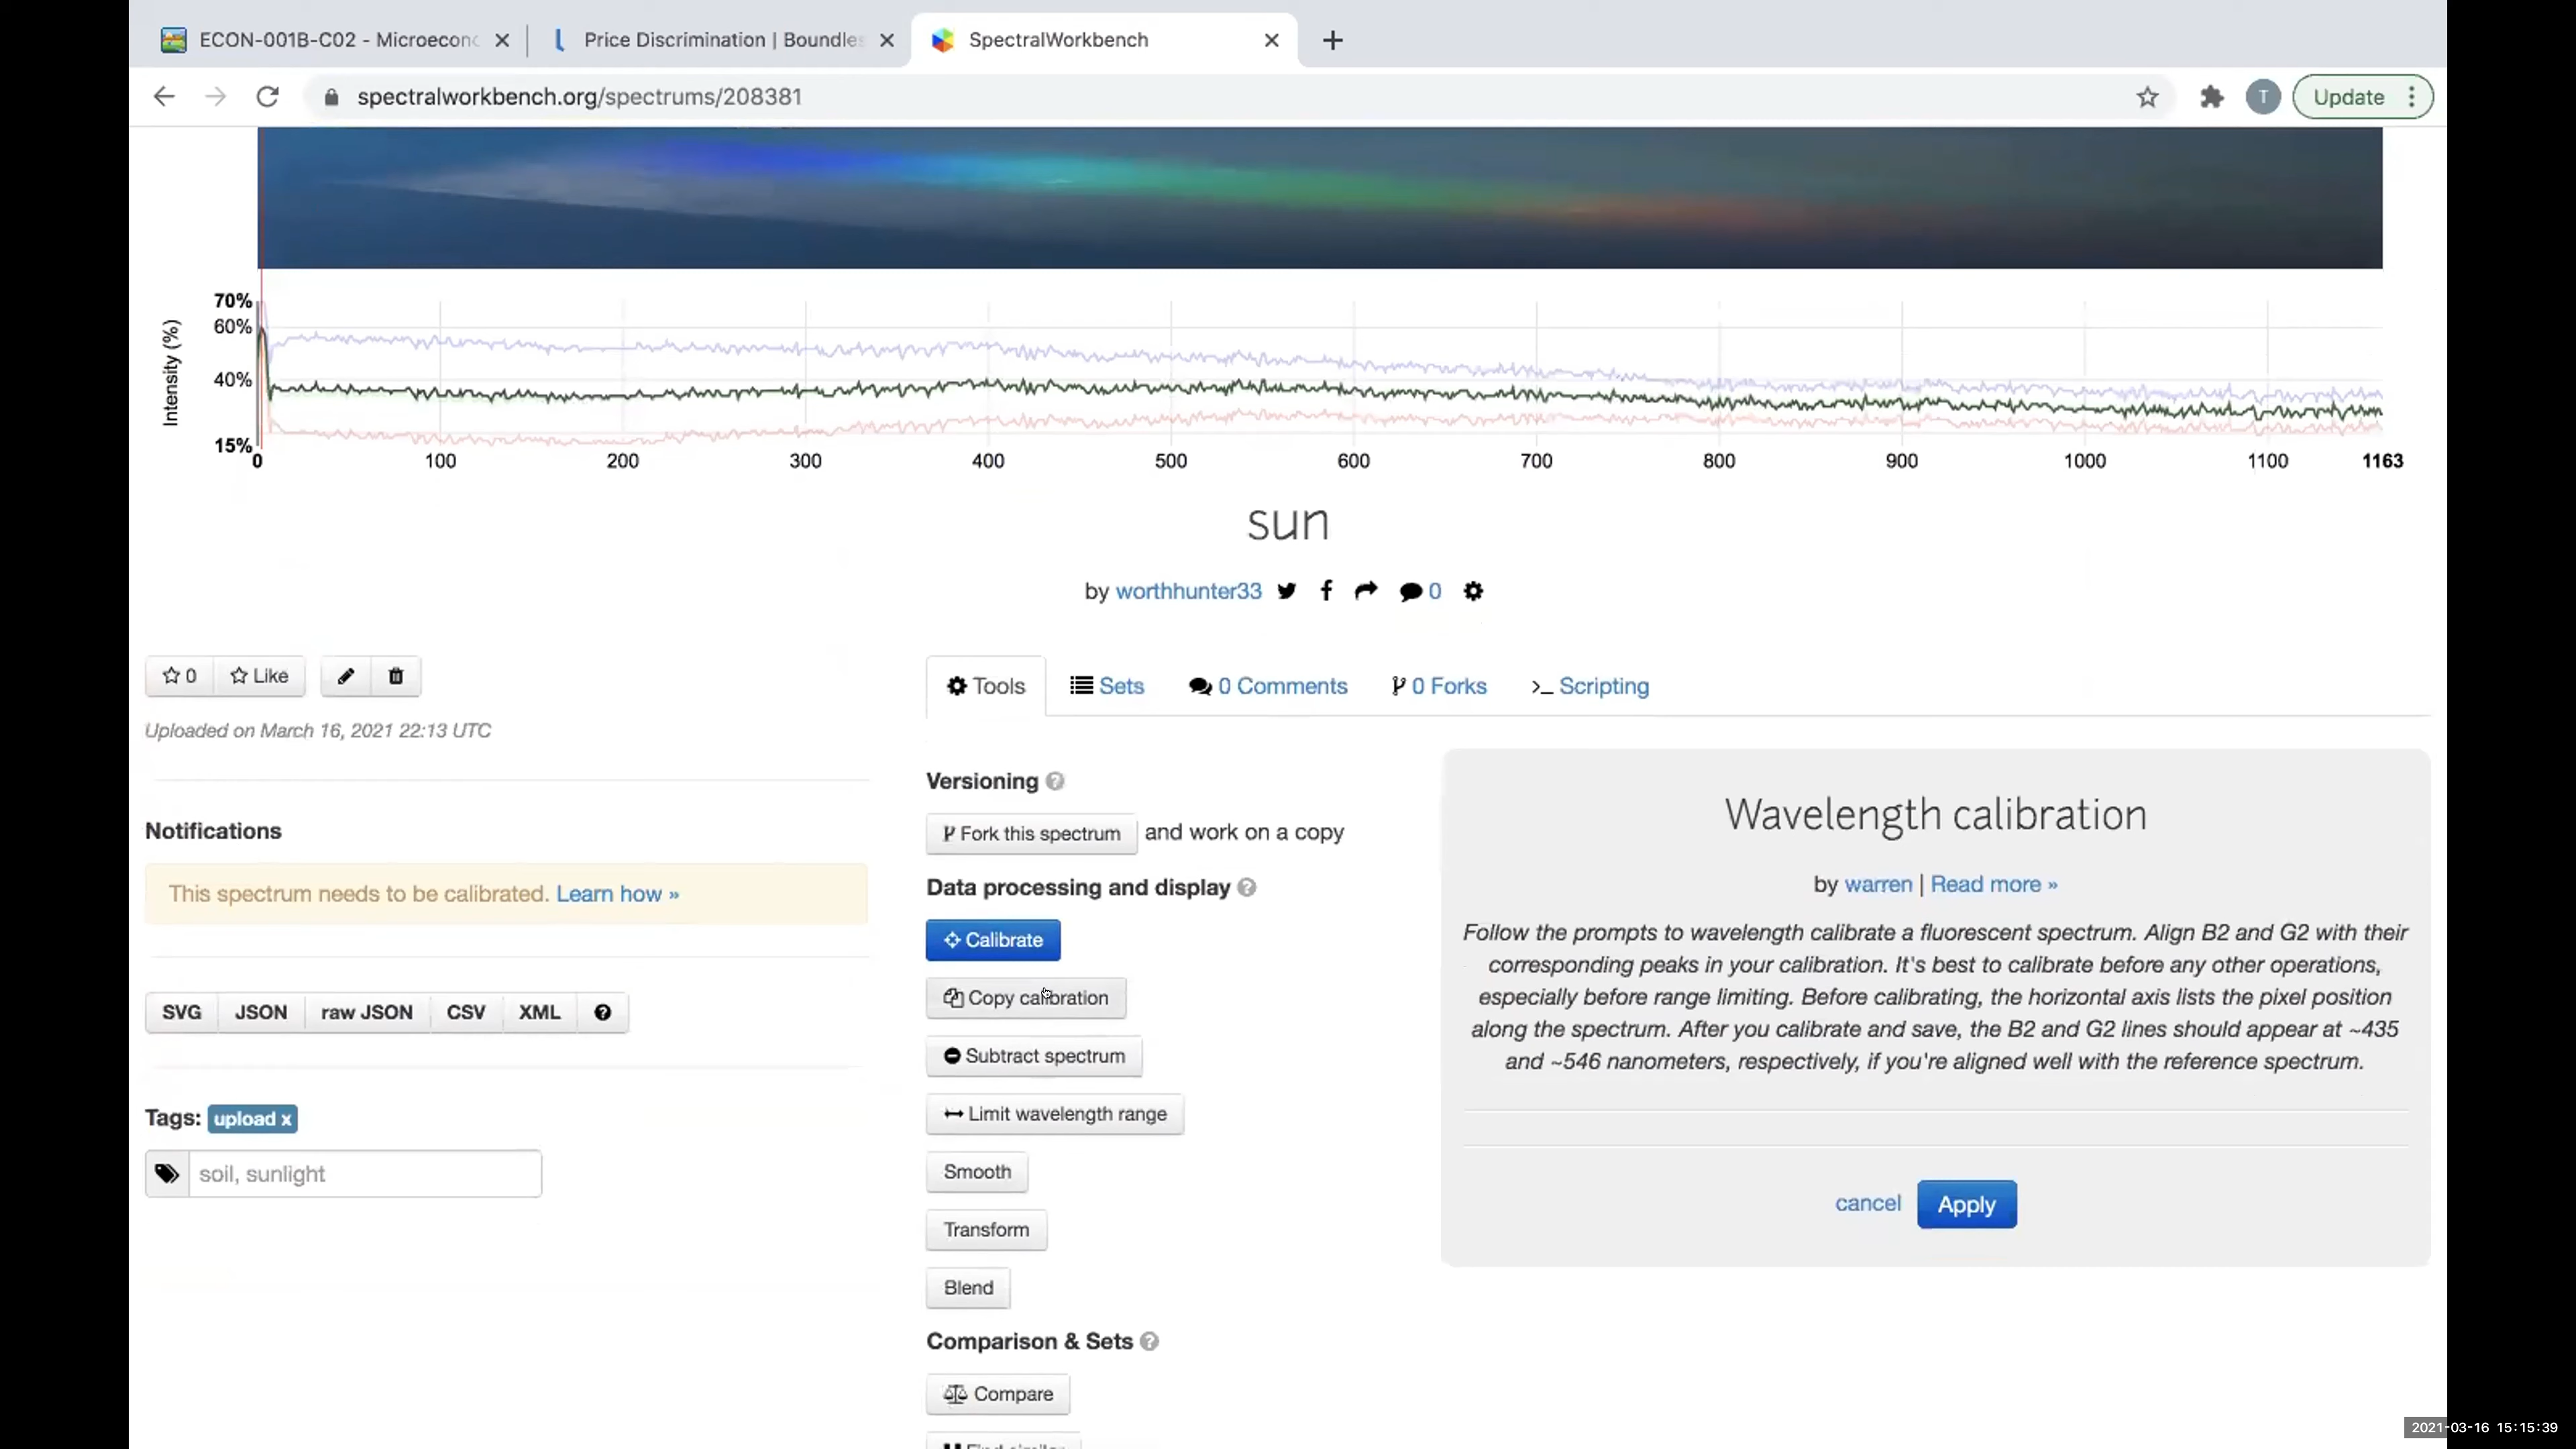 ECON-001B-C02 - Microecon
Price Discrimination | Boundles
SpectralWorkbench
spectralworkbench.org/spectrums/208381
T
Update
70%
60%
40%
15%
Intensity (%)
0 100 200 300 400 500 600 700 800 900 1000 1100 1163
sun
by worthhunter33 0
0 Like
Uploaded on March 16, 2021 22:13 UTC
Notifications
This spectrum needs to be calibrated. Learn how »
SVG JSON raw JSON CSV XML ?
Tags: upload x
soil, sunlight
Tools Sets 0 Comments 0 Forks >_ Scripting
Versioning ?
Fork this spectrum and work on a copy
Data processing and display ?
Calibrate
Copy calibration
Subtract spectrum
Limit wavelength range
Smooth
Transform
Blend
Comparison & Sets ?
Compare
Find similar
Wavelength calibration
by warren | Read more »
Follow the prompts to wavelength calibrate a fluorescent spectrum. Align B2 and G2 with their
corresponding peaks in your calibration. It's best to calibrate before any other operations,
especially before range limiting. Before calibrating, the horizontal axis lists the pixel position
along the spectrum. After you calibrate and save, the B2 and G2 lines should appear at ~435
and ~546 nanometers, respectively, if you're aligned well with the reference spectrum.
cancel Apply
2021-03-16 15:15:39